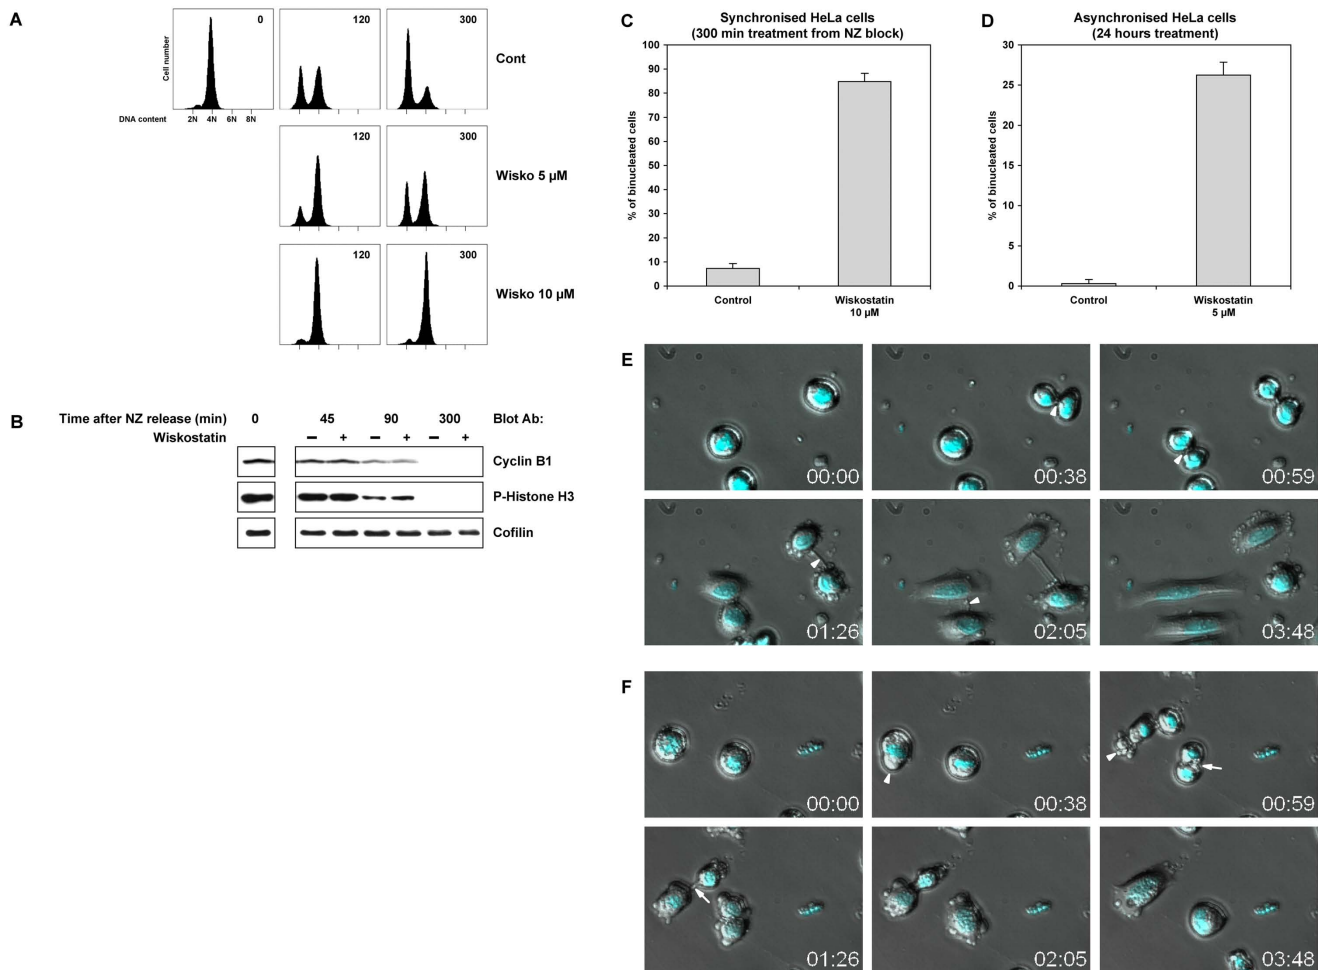 A
0
120
300
Cont
Cell number
DNA content 2N 4N 6N 8N
120
300
Wisko 5 µM
120
300
Wisko 10 µM
B
Time after NZ release (min) 0 45 90 300 Blot Ab:
Wiskostatin – + – + – +
Cyclin B1
P-Histone H3
Cofilin
C
Synchronised HeLa cells
(300 min treatment from NZ block)
% of binucleated cells
100
90
80
70
60
50
40
30
20
10
0
Control
Wiskostatin
10 µM
D
Asynchronised HeLa cells
(24 hours treatment)
% of binucleated cells
30
25
20
15
10
5
0
Control
Wiskostatin
5 µM
E
00:00
00:38
00:59
01:26
02:05
03:48
F
00:00
00:38
00:59
01:26
02:05
03:48